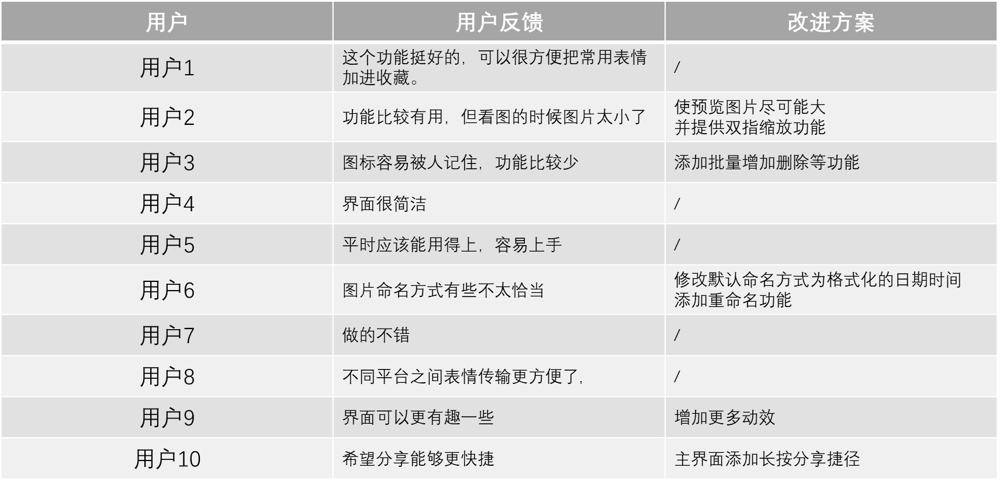 用户 用户反馈 改进方案
用户1 这个功能挺好的，可以很方便把常用表情
加进收藏。 /
用户2 功能比较有用，但看图的时候图片太小了 使预览图片尽可能大
并提供双指缩放功能
用户3 图标容易被人记住，功能比较少 添加批量增加删除等功能
用户4 界面很简洁 /
用户5 平时应该能用得上，容易上手 /
用户6 图片命名方式有些不太恰当 修改默认命名方式为格式化的日期时间
添加重命名功能
用户7 做的不错 /
用户8 不同平台之间表情传输更方便了， /
用户9 界面可以更有趣一些 增加更多动效
用户10 希望分享能够更快捷 主界面添加长按分享捷径